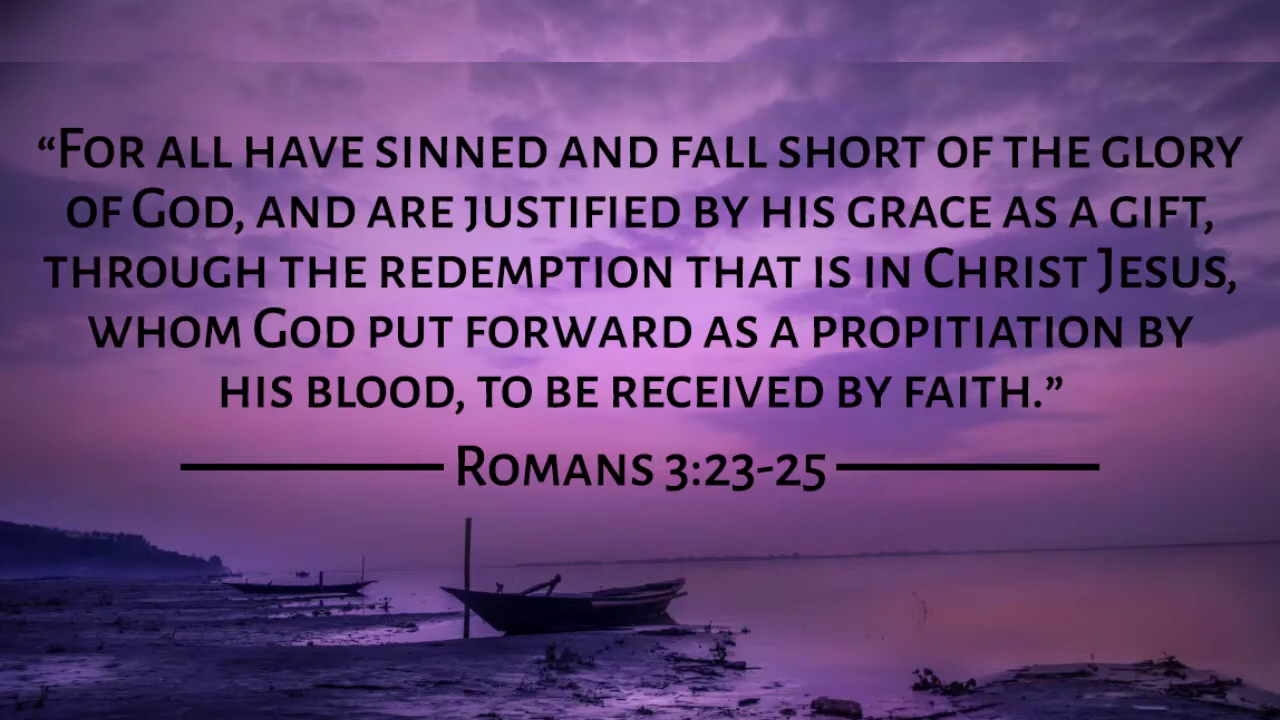 “For all have sinned and fall short of the glory
of God, and are justified by his grace as a gift,
through the redemption that is in Christ Jesus,
whom God put forward as a propitiation by
his blood, to be received by faith.”
Romans 3:23-25